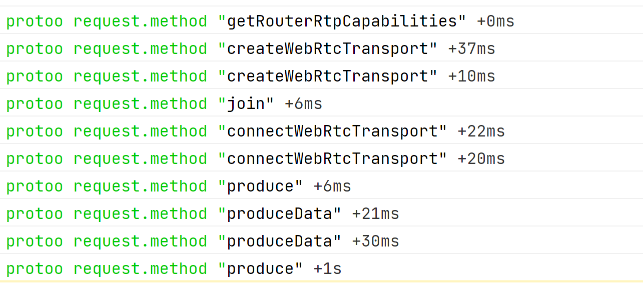 protoo request.method "getRouterRtpCapabilities" +0ms
protoo request.method "createWebRtcTransport" +37ms
protoo request.method "createWebRtcTransport" +10ms
protoo request.method "join" +6ms
protoo request.method "connectWebRtcTransport" +22ms
protoo request.method "connectWebRtcTransport" +20ms
protoo request.method "produce" +6ms
protoo request.method "produceData" +21ms
protoo request.method "produceData" +30ms
protoo request.method "produce" +1s